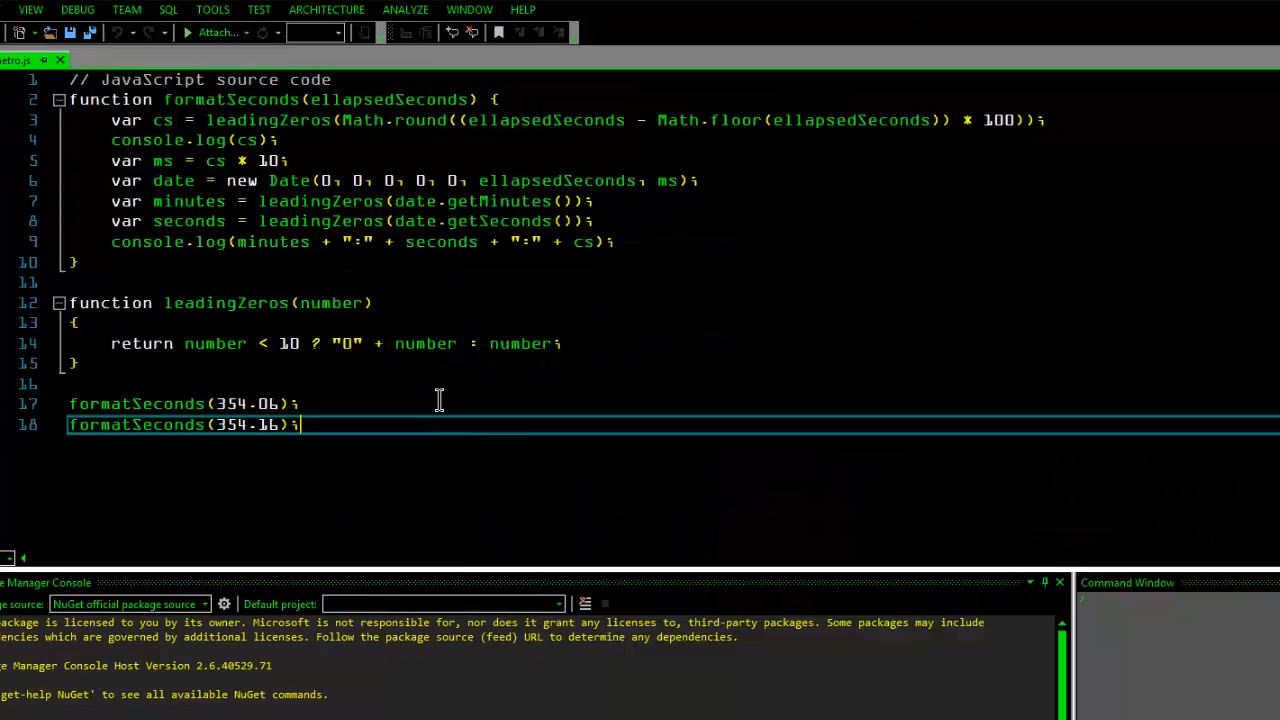 VIEW DEBUG TEAM SQL TOOLS TEST ARCHITECTURE ANALYZE WINDOW HELP
Attach...
etro.js
1 // JavaScript source code
2 function formatSeconds(ellapsedSeconds) {
3 var cs = leadingZeros(Math.round((ellapsedSeconds - Math.floor(ellapsedSeconds)) * 100));
4 console.log(cs);
5 var ms = cs * 10;
6 var date = new Date(0, 0, 0, 0, 0, ellapsedSeconds, ms);
7 var minutes = leadingZeros(date.getMinutes());
8 var seconds = leadingZeros(date.getSeconds());
9 console.log(minutes + ":" + seconds + ":" + cs);
10 }
11
12 function leadingZeros(number)
13 {
14 return number < 10 ? "0" + number : number;
15 }
16
17 formatSeconds(354.06);
18 formatSeconds(354.16);
e Manager Console
ge source: NuGet official package source Default project:
package is licensed to you by its owner. Microsoft is not responsible for, nor does it grant any licenses to, third-party packages. Some packages may include
dencies which are governed by additional licenses. Follow the package source (feed) URL to determine any dependencies.
ge Manager Console Host Version 2.6.40529.71
get-help NuGet' to see all available NuGet commands.
Command Window
>